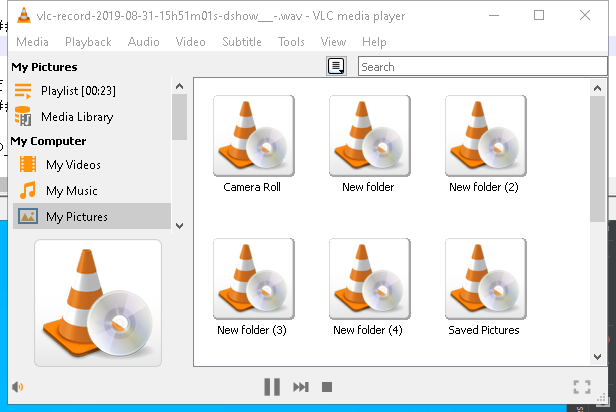 vlc-record-2019-08-31-15h51m01s-dshow___-.wav - VLC media player
Media Playback Audio Video Subtitle Tools View Help
My Pictures
Search
Playlist [00:23]
Media Library
My Computer
My Videos
My Music
My Pictures
Camera Roll
New folder
New folder (2)
New folder (3)
New folder (4)
Saved Pictures